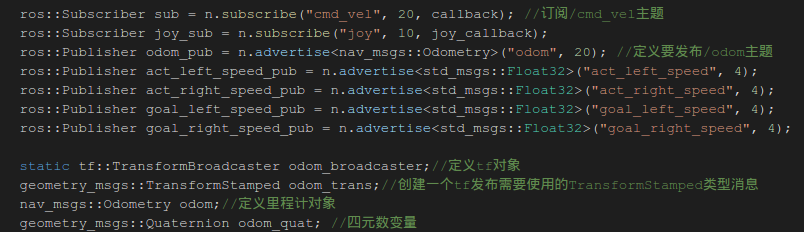 ros::Subscriber sub = n.subscribe("cmd_vel", 20, callback); //订阅/cmd_vel主题
ros::Subscriber joy_sub = n.subscribe("joy", 10, joy_callback);
ros::Publisher odom_pub = n.advertise<nav_msgs::Odometry>("odom", 20); //定义要发布/odom主题
ros::Publisher act_left_speed_pub = n.advertise<std_msgs::Float32>("act_left_speed", 4);
ros::Publisher act_right_speed_pub = n.advertise<std_msgs::Float32>("act_right_speed", 4);
ros::Publisher goal_left_speed_pub = n.advertise<std_msgs::Float32>("goal_left_speed", 4);
ros::Publisher goal_right_speed_pub = n.advertise<std_msgs::Float32>("goal_right_speed", 4);
static tf::TransformBroadcaster odom_broadcaster;//定义tf对象
geometry_msgs::TransformStamped odom_trans;//创建一个tf发布需要使用的TransformStamped类型消息
nav_msgs::Odometry odom;//定义里程计对象
geometry_msgs::Quaternion odom_quat; //四元数变量